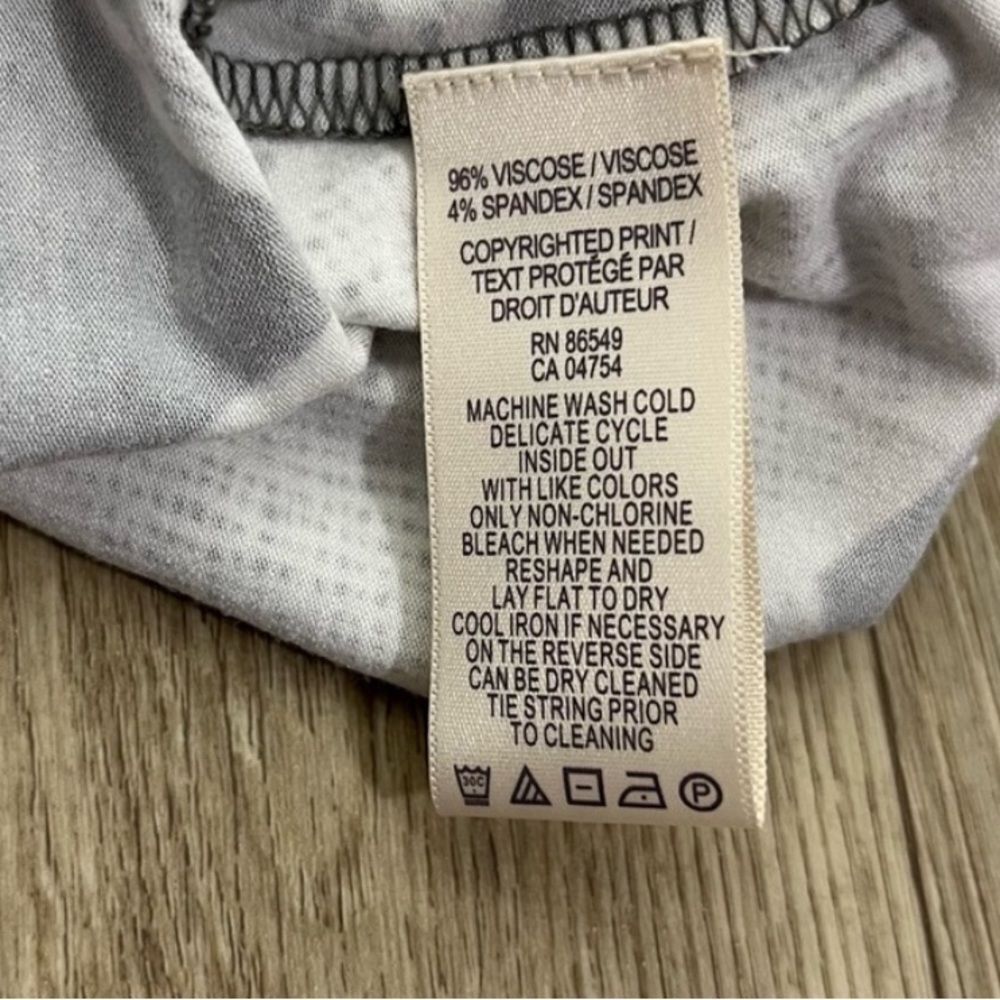 96% VISCOSE / VISCOSE
4% SPANDEX / SPANDEX
COPYRIGHTED PRINT /
TEXT PROTÉGÉ PAR
DROIT D'AUTEUR
RN 86549
CA 04754
MACHINE WASH COLD
DELICATE CYCLE
INSIDE OUT
WITH LIKE COLORS
ONLY NON-CHLORINE
BLEACH WHEN NEEDED
RESHAPE AND
LAY FLAT TO DRY
COOL IRON IF NECESSARY
ON THE REVERSE SIDE
CAN BE DRY CLEANED
TIE STRING PRIOR
TO CLEANING
30C P